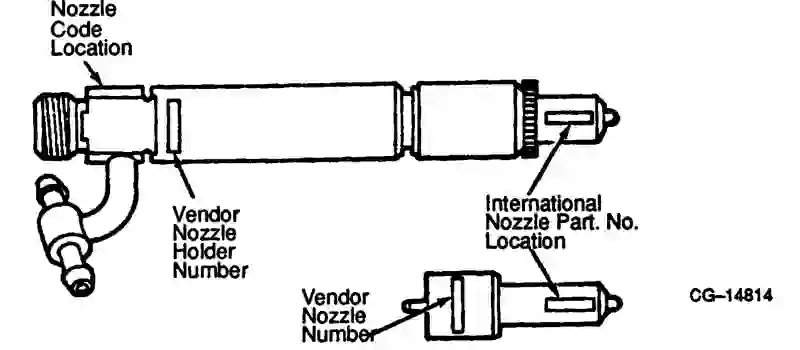 Nozzle
Code
Location
Vendor
Nozzle
Holder
Number
International
Nozzle Part. No.
Location
Vendor
Nozzle
Number
CG–14814